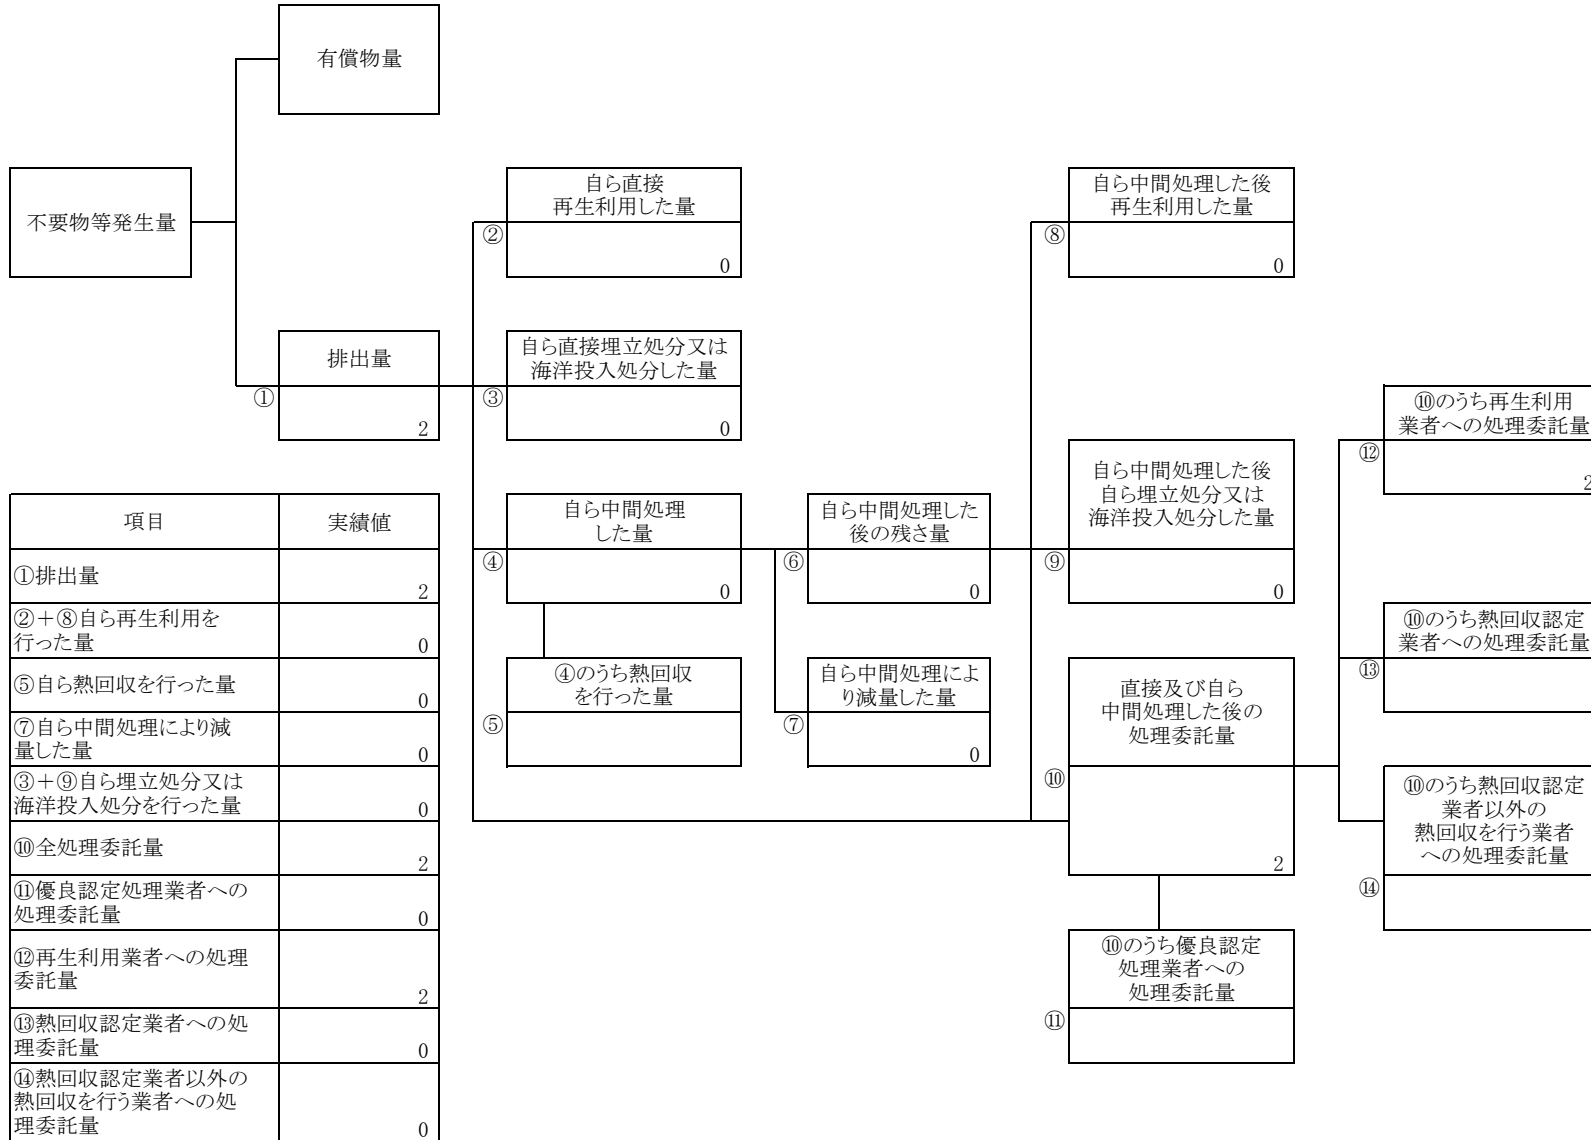 有償物量
不要物等発生量
自ら直接
再生利用した量
②
0
自ら中間処理した後
再生利用した量
⑧
0
排出量
①
2
自ら直接埋立処分又は
海洋投入処分した量
③
0
⑩のうち再生利用
業者への処理委託量
⑫
2
自ら中間処理
した量
④
0
自ら中間処理した
後の残さ量
⑥
0
自ら中間処理した後
自ら埋立処分又は
海洋投入処分した量
⑨
0
④のうち熱回収
を行った量
⑤
自ら中間処理によ
り減量した量
⑦
0
直接及び自ら
中間処理した後の
処理委託量
⑩
2
⑩のうち熱回収認定
業者への処理委託量
⑬
⑩のうち熱回収認定
業者以外の
熱回収を行う業者
への処理委託量
⑭
⑩のうち優良認定
処理業者への
処理委託量
⑪
項目 実績値
①排出量 2
②＋⑧自ら再生利用を
行った量 0
⑤自ら熱回収を行った量 0
⑦自ら中間処理により減
量した量 0
③＋⑨自ら埋立処分又は
海洋投入処分を行った量 0
⑩全処理委託量 2
⑪優良認定処理業者への
処理委託量 0
⑫再生利用業者への処理
委託量 2
⑬熱回収認定業者への処
理委託量 0
⑭熱回収認定業者以外の
熱回収を行う業者への処
理委託量 0